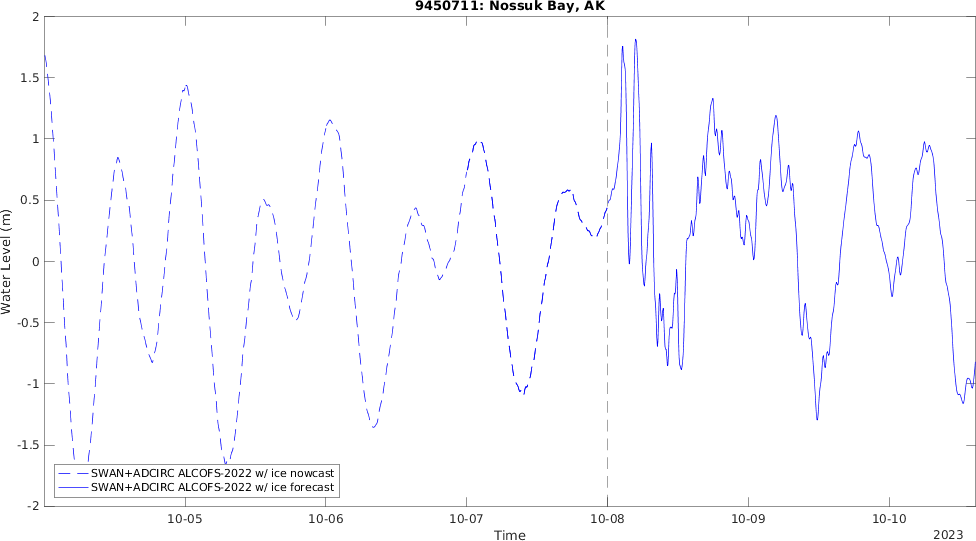 9450711: Nossuk Bay, AK
Water Level (m)
2
1.5
1
0.5
0
-0.5
-1
-1.5
-2
SWAN+ADCIRC ALCOFS-2022 w/ ice nowcast
SWAN+ADCIRC ALCOFS-2022 w/ ice forecast
10-05 10-06 10-07 10-08 10-09 10-10
Time
2023